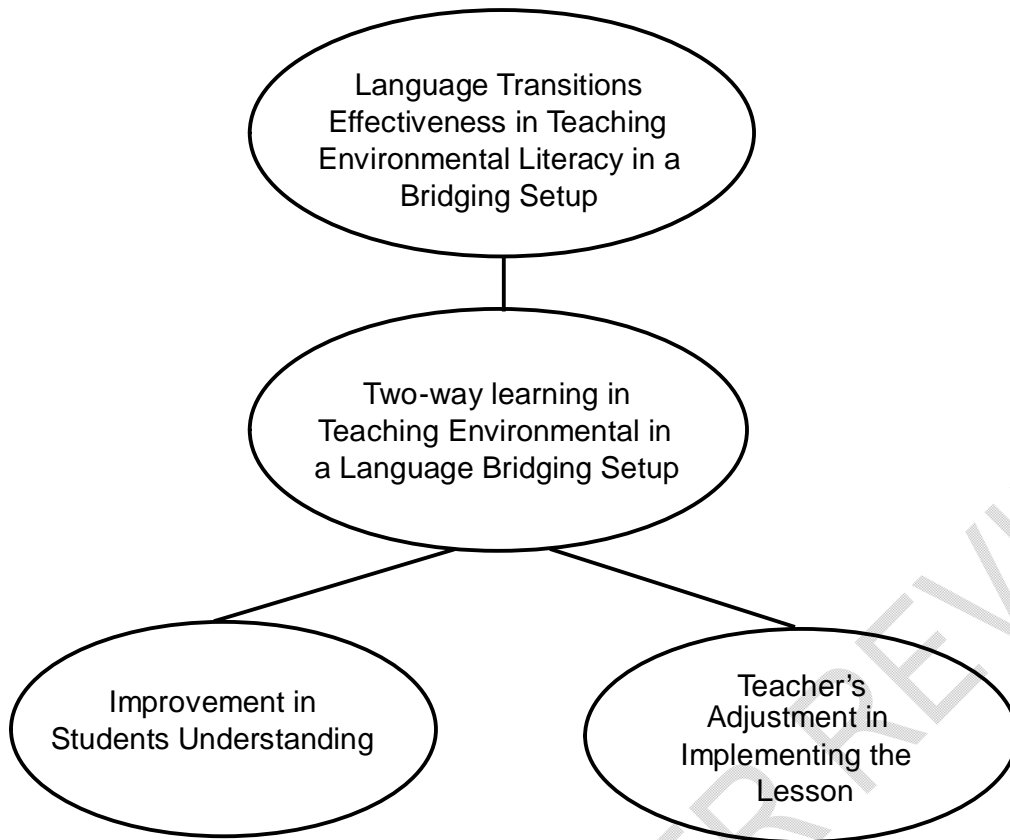 Language Transitions
Effectiveness in Teaching
Environmental Literacy in a
Bridging Setup
Two-way learning in
Teaching Environmental in
a Language Bridging Setup
Improvement in
Students Understanding
Teacher’s
Adjustment in
Implementing the
Lesson